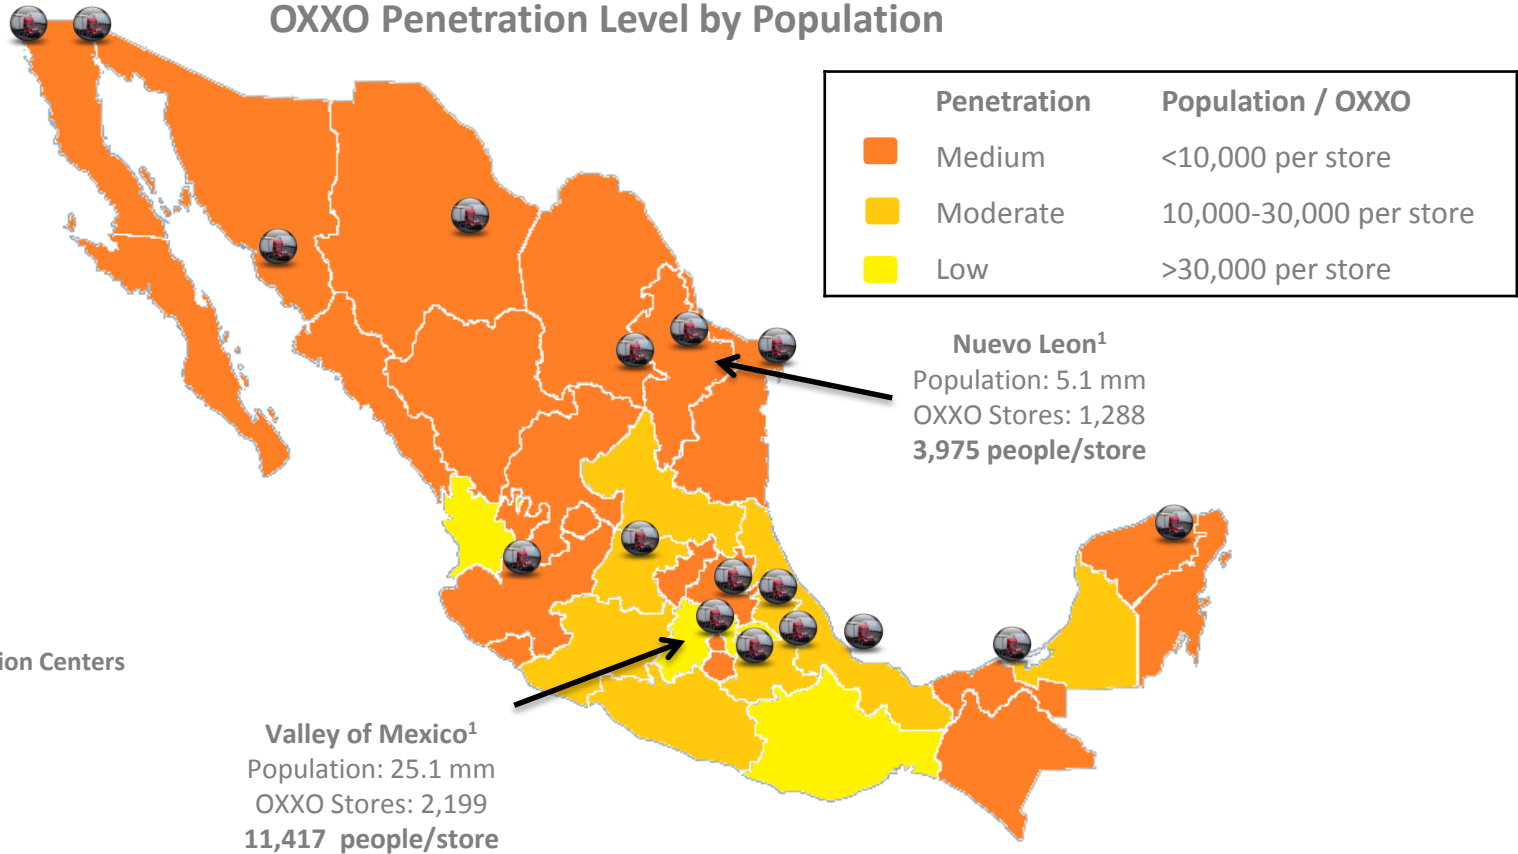 OXXO Penetration Level by Population
Penetration Population / OXXO
Medium <10,000 per store
Moderate 10,000-30,000 per store
Low >30,000 per store
Nuevo Leon¹
Population: 5.1 mm
OXXO Stores: 1,288
3,975 people/store
ion Centers
Valley of Mexico¹
Population: 25.1 mm
OXXO Stores: 2,199
11,417 people/store